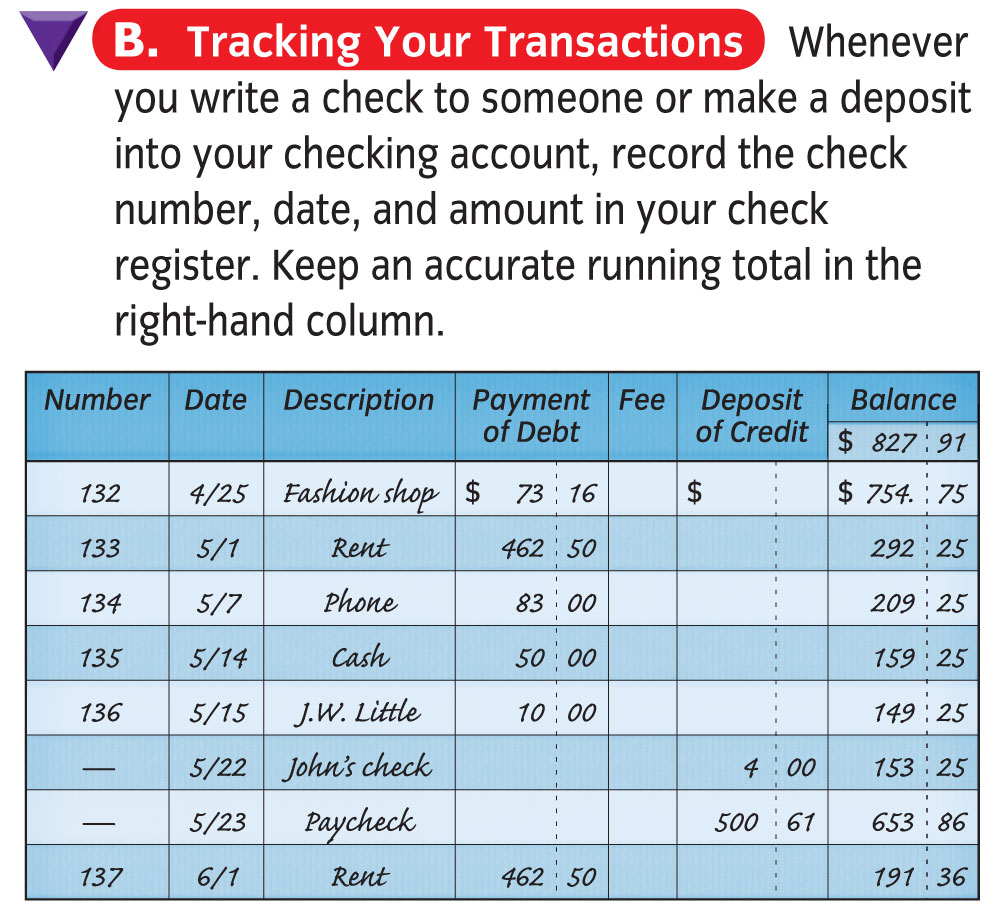 B. Tracking Your Transactions Whenever
you write a check to someone or make a deposit
into your checking account, record the check
number, date, and amount in your check
register. Keep an accurate running total in the
right-hand column.
Number Date Description Payment of Debt Fee Deposit of Credit Balance
$ 827 91
132 4/25 Fashion shop $ 73 16 $ $ 754. 75
133 5/1 Rent 462 50 292 25
134 5/7 Phone 83 00 209 25
135 5/14 Cash 50 00 159 25
136 5/15 J.W. Little 10 00 149 25
— 5/22 John's check 4 00 153 25
— 5/23 Paycheck 500 61 653 86
137 6/1 Rent 462 50 191 36